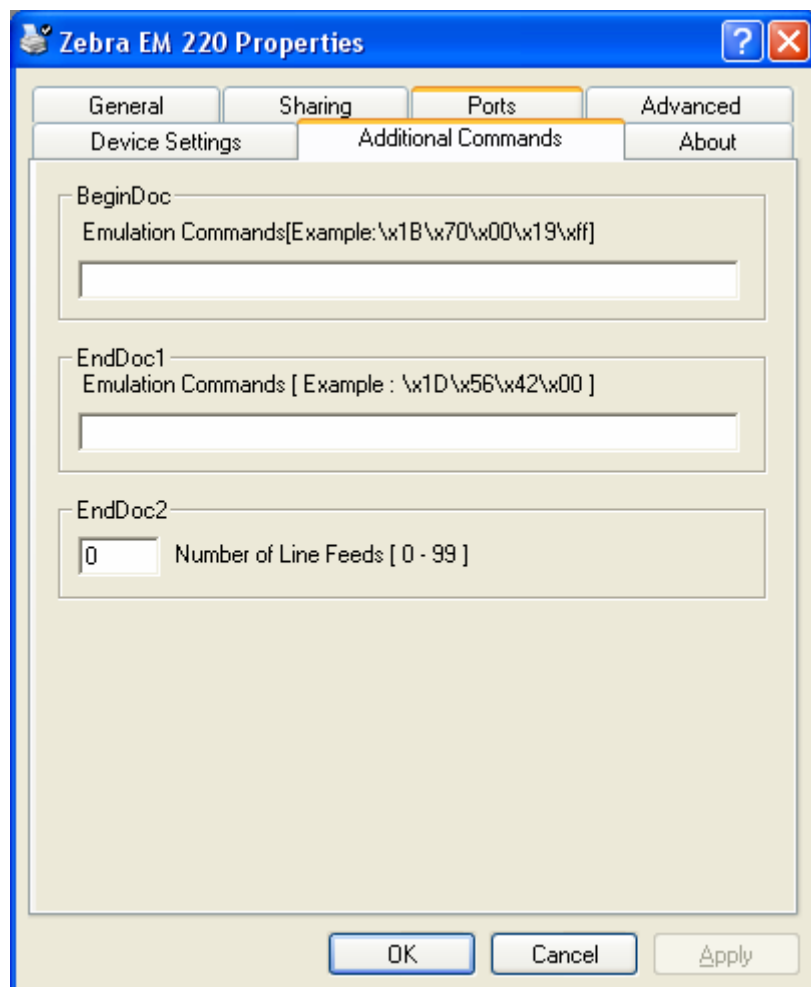 Zebra EM 220 Properties
General Sharing Ports Advanced
Device Settings Additional Commands About
BeginDoc
Emulation Commands[Example:\x1B\x70\x00\x19\xff]
EndDoc1
Emulation Commands [ Example : \x1D\x56\x42\x00 ]
EndDoc2
0 Number of Line Feeds [ 0 - 99 ]
OK Cancel Apply